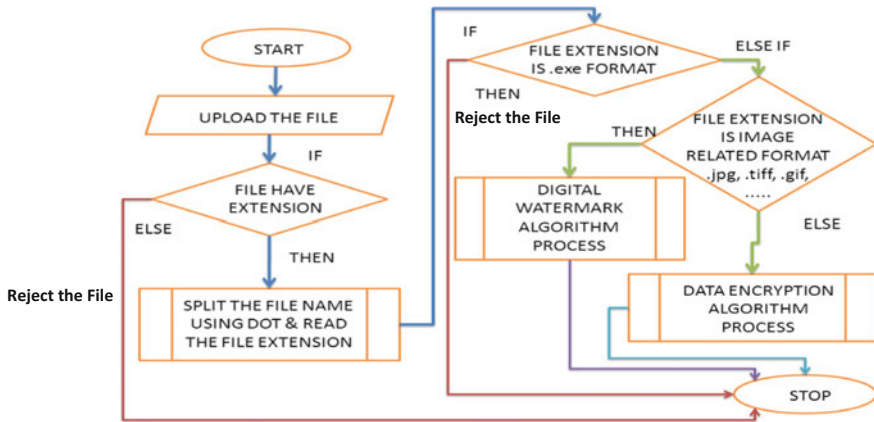 START
UPLOAD THE FILE
IF
FILE HAVE
EXTENSION
ELSE
THEN
Reject the File
SPLIT THE FILE NAME
USING DOT & READ
THE FILE EXTENSION
IF
FILE EXTENSION
IS .exe FORMAT
ELSE IF
THEN
Reject the File
FILE EXTENSION
IS IMAGE
RELATED FORMAT
.jpg, .tiff, .gif,
.....
THEN
DIGITAL
WATERMARK
ALGORITHM
PROCESS
ELSE
DATA ENCRYPTION
ALGORITHM
PROCESS
STOP